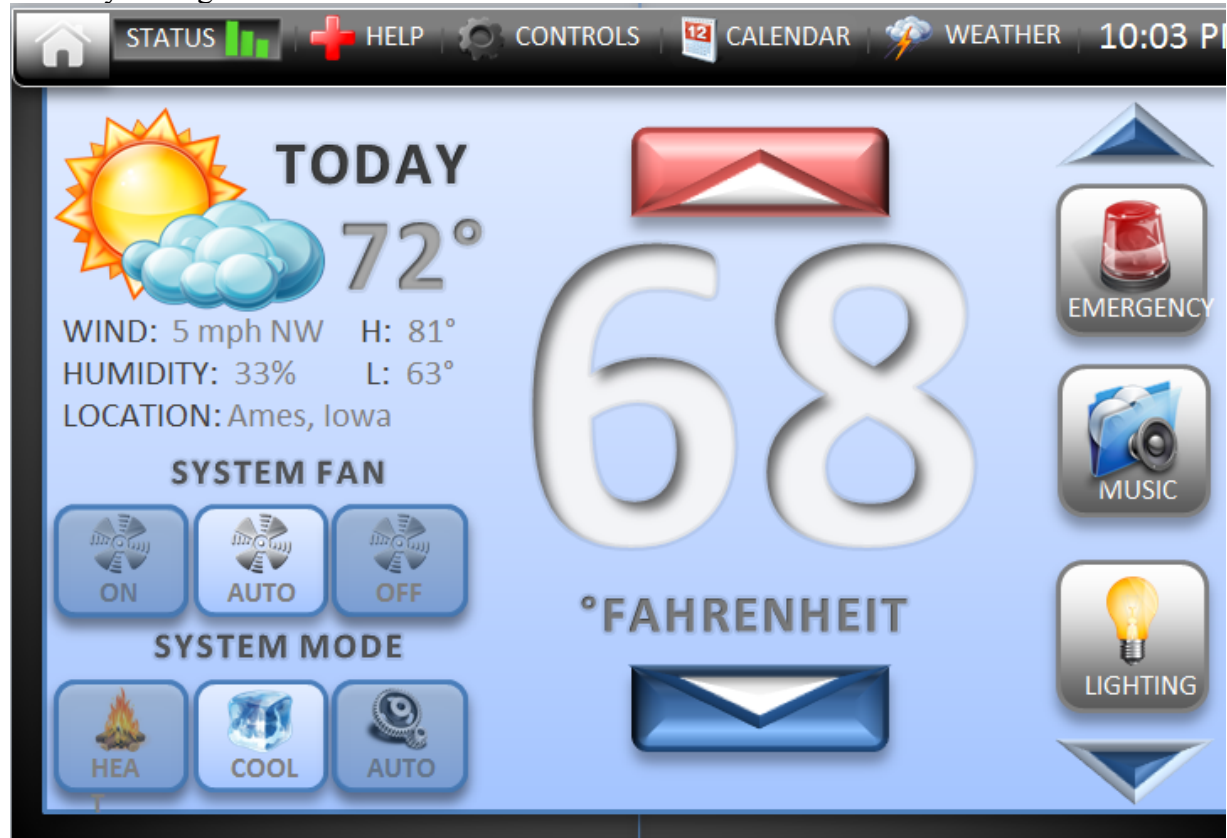 STATUS HELP CONTROLS 12 CALENDAR WEATHER 10:03 PM
TODAY
72°
WIND: 5 mph NW H: 81°
HUMIDITY: 33% L: 63°
LOCATION: Ames, Iowa
SYSTEM FAN
ON AUTO OFF
SYSTEM MODE
HEA COOL AUTO
T
68
°FAHRENHEIT
EMERGENCY
MUSIC
LIGHTING